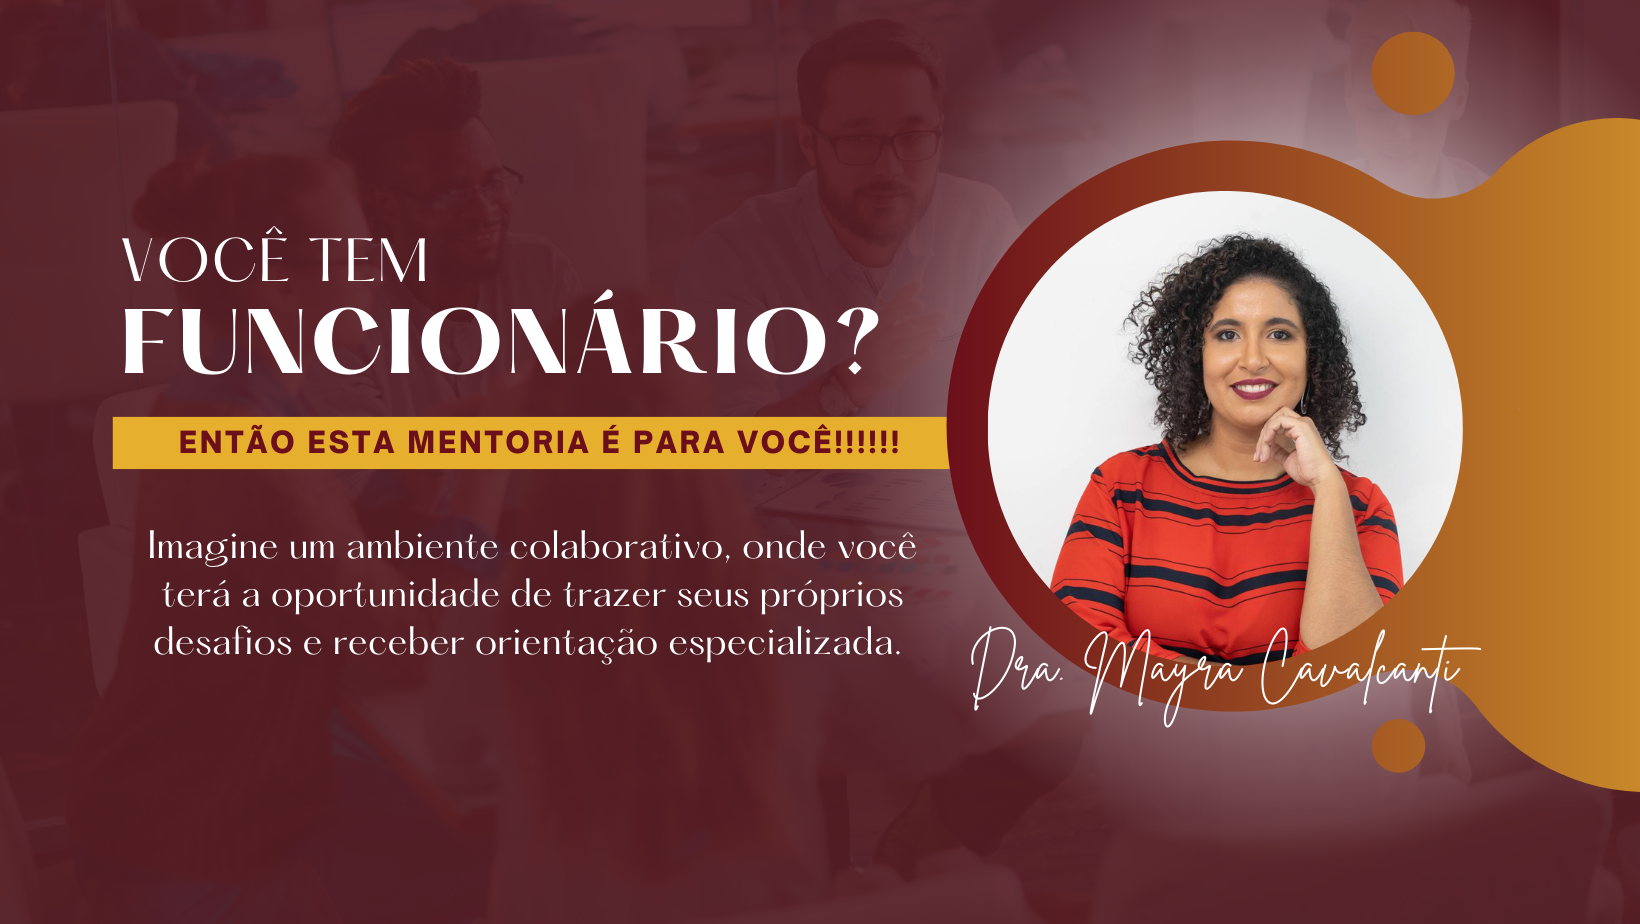 VOCÊ TEM
FUNCIONÁRIO?
ENTÃO ESTA MENTORIA É PARA VOCÊ!!!!!!
Imagine um ambiente colaborativo, onde você
terá a oportunidade de trazer seus próprios
desafios e receber orientação especializada.
Dra. Mayra Cavalcanti